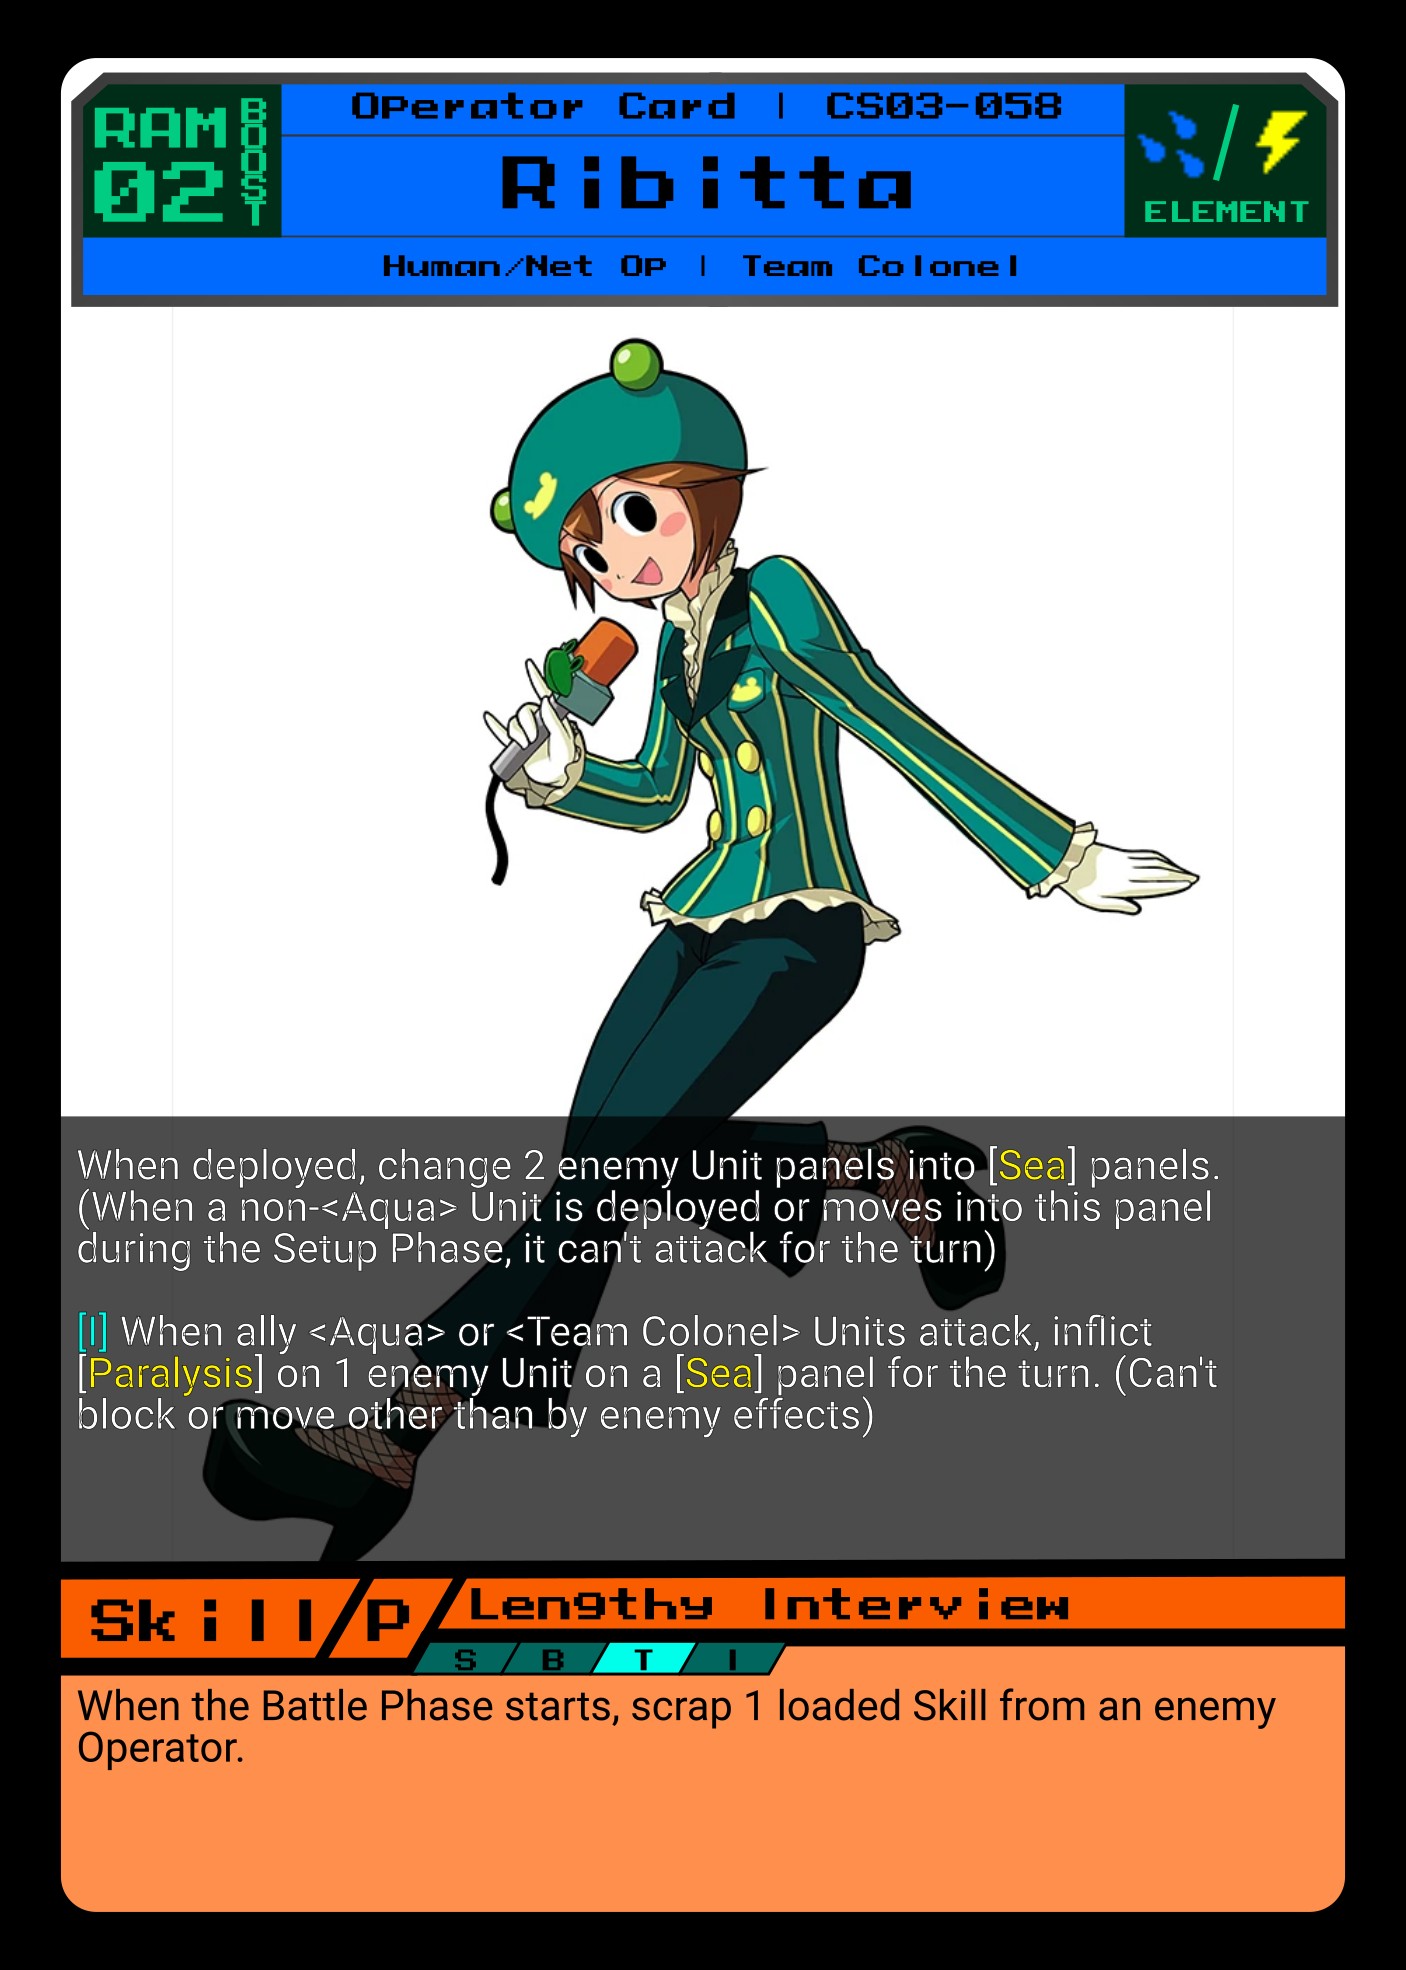 RAM
02
BOOST
Operator Card | CS03-058
Ribitta
ELEMENT
Human/Net Op | Team Colonel
When deployed, change 2 enemy Unit panels into [Sea] panels.
(When a non-<Aqua> Unit is deployed or moves into this panel
during the Setup Phase, it can't attack for the turn)
[I] When ally <Aqua> or <Team Colonel> Units attack, inflict
[Paralysis] on 1 enemy Unit on a [Sea] panel for the turn. (Can't
block or move other than by enemy effects)
Skill/P/ Lengthy Interview
S B T I
When the Battle Phase starts, scrap 1 loaded Skill from an enemy
Operator.